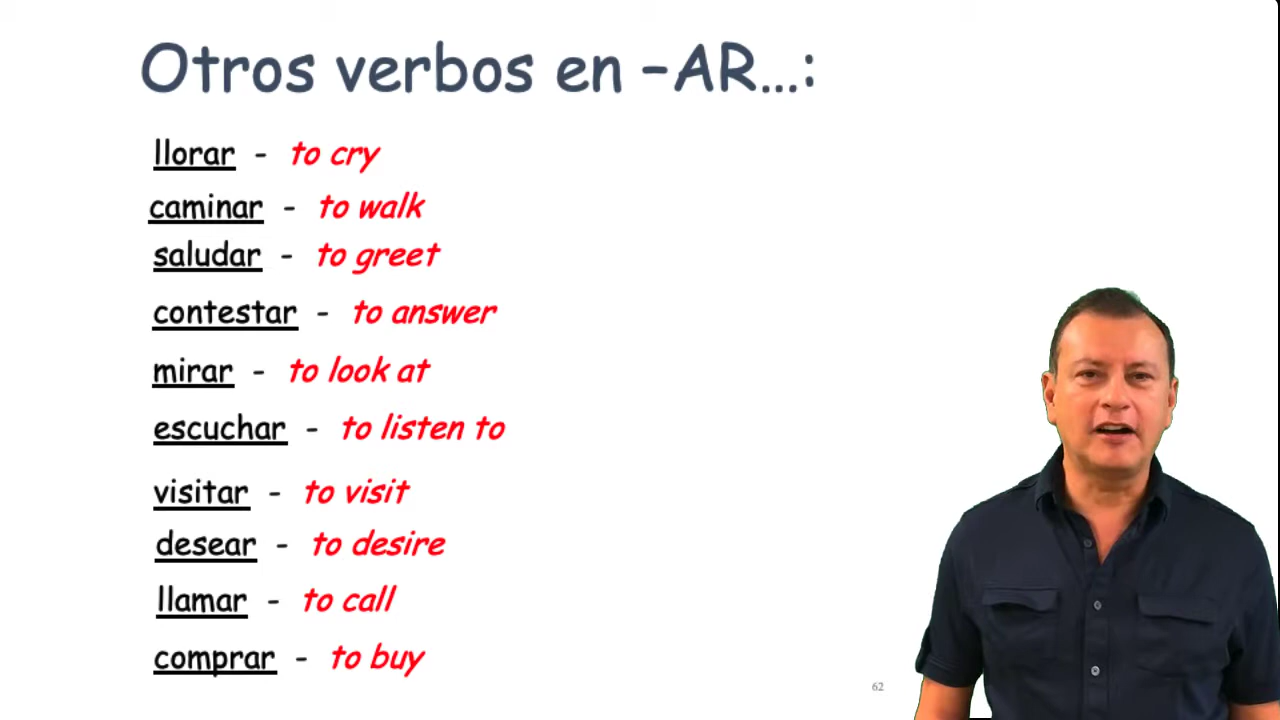 Otros verbos en –AR...:
llorar - to cry
caminar - to walk
saludar - to greet
contestar - to answer
mirar - to look at
escuchar - to listen to
visitar - to visit
desear - to desire
llamar - to call
comprar - to buy
62